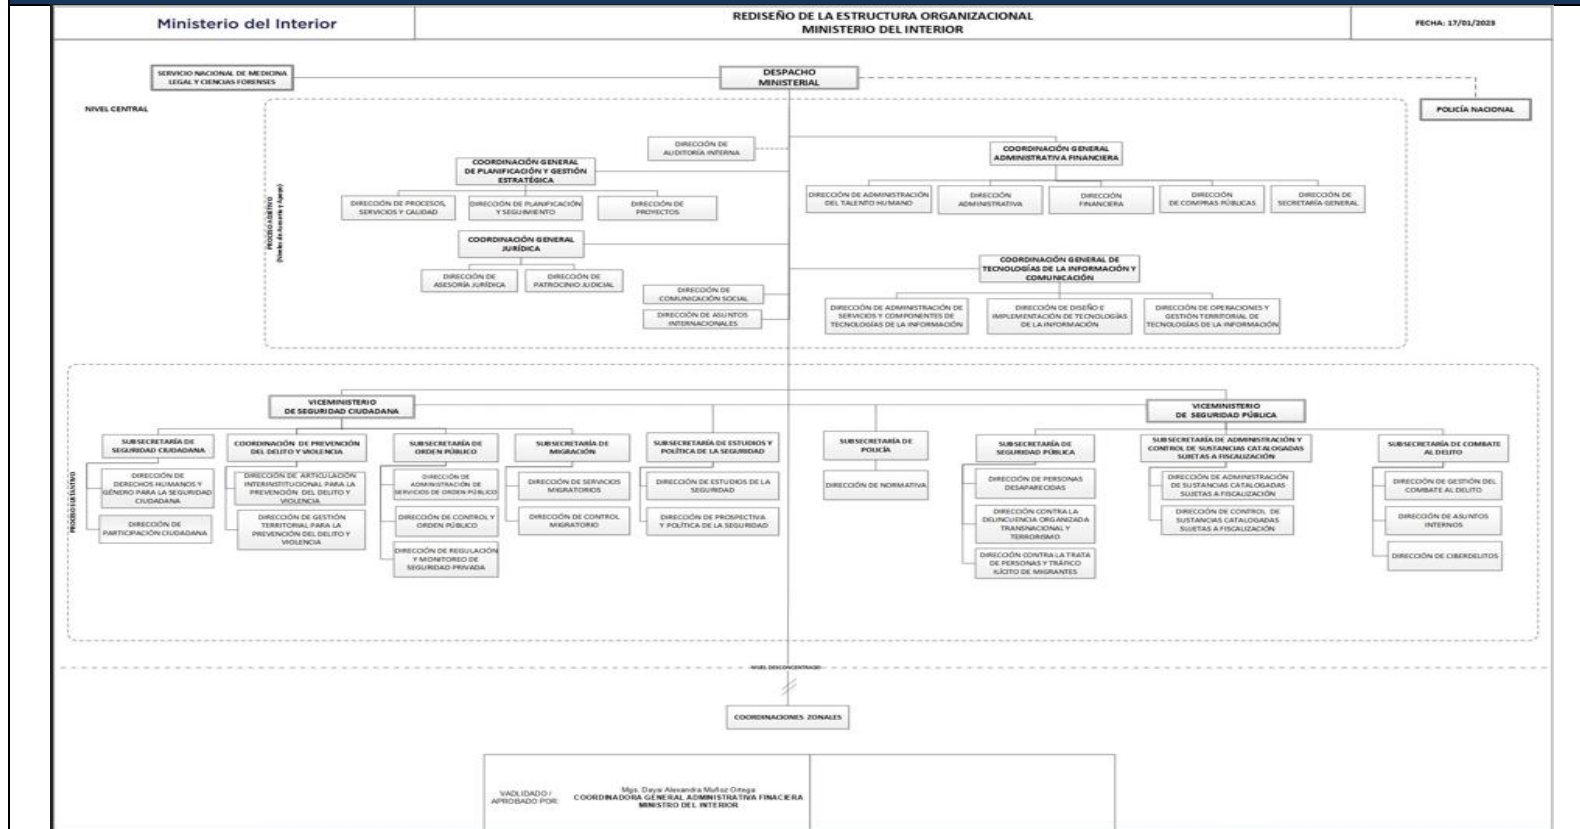 Ministerio del Interior
REDISEÑO DE LA ESTRUCTURA ORGANIZACIONAL
MINISTERIO DEL INTERIOR
FECHA: 17/01/2023
SERVICIO NACIONAL DE MEDICINA
LEGAL Y CIENCIAS FORENSES
DESPACHO
MINISTERIAL
NIVEL CENTRAL
POLICÍA NACIONAL
PROCESO ADJETIVO
(Niveles de Asesoría y Apoyo)
DIRECCIÓN DE
AUDITORÍA INTERNA
COORDINACIÓN GENERAL
DE PLANIFICACIÓN Y GESTIÓN
ESTRATÉGICA
DIRECCIÓN DE PROCESOS,
SERVICIOS Y CALIDAD
DIRECCIÓN DE PLANIFICACIÓN
Y SEGUIMIENTO
DIRECCIÓN DE
PROYECTOS
COORDINACIÓN GENERAL
JURÍDICA
DIRECCIÓN DE
ASESORÍA JURÍDICA
DIRECCIÓN DE
PATROCINIO JUDICIAL
DIRECCIÓN DE
COMUNICACIÓN SOCIAL
DIRECCIÓN DE ASUNTOS
INTERNACIONALES
COORDINACIÓN GENERAL
ADMINISTRATIVA FINANCIERA
DIRECCIÓN DE ADMINISTRACIÓN
DEL TALENTO HUMANO
DIRECCIÓN
ADMINISTRATIVA
DIRECCIÓN
FINANCIERA
DIRECCIÓN
DE COMPRAS PÚBLICAS
DIRECCIÓN DE
SECRETARÍA GENERAL
COORDINACIÓN GENERAL DE
TECNOLOGÍAS DE LA INFORMACIÓN Y
COMUNICACIÓN
DIRECCIÓN DE ADMINISTRACIÓN DE
SERVICIOS Y COMPONENTES DE
TECNOLOGÍAS DE LA INFORMACIÓN
DIRECCIÓN DE DISEÑO E
IMPLEMENTACIÓN DE TECNOLOGÍAS
DE LA INFORMACIÓN
DIRECCIÓN DE OPERACIONES Y
GESTIÓN TERRITORIAL DE
TECNOLOGÍAS DE LA INFORMACIÓN
PROCESO SUSTANTIVO
VICEMINISTERIO
DE SEGURIDAD CIUDADANA
VICEMINISTERIO
DE SEGURIDAD PÚBLICA
SUBSECRETARÍA DE
SEGURIDAD CIUDADANA
DIRECCIÓN DE
DERECHOS HUMANOS Y
GÉNERO PARA LA SEGURIDAD
CIUDADANA
DIRECCIÓN DE
PARTICIPACIÓN CIUDADANA
COORDINACIÓN DE PREVENCIÓN
DEL DELITO Y VIOLENCIA
DIRECCIÓN DE ARTICULACIÓN
INTERINSTITUCIONAL PARA LA
PREVENCIÓN DEL DELITO Y
VIOLENCIA
DIRECCIÓN DE GESTIÓN
TERRITORIAL PARA LA
PREVENCIÓN DEL DELITO Y
VIOLENCIA
SUBSECRETARÍA DE
ORDEN PÚBLICO
DIRECCIÓN DE
ADMINISTRACIÓN DE
SERVICIOS DE ORDEN PÚBLICO
DIRECCIÓN DE CONTROL Y
ORDEN PÚBLICO
DIRECCIÓN DE REGULACIÓN
Y MONITOREO DE
SEGURIDAD PRIVADA
SUBSECRETARÍA DE
MIGRACIÓN
DIRECCIÓN DE SERVICIOS
MIGRATORIOS
DIRECCIÓN DE CONTROL
MIGRATORIO
SUBSECRETARÍA DE ESTUDIOS Y
POLÍTICA DE LA SEGURIDAD
DIRECCIÓN DE ESTUDIOS DE LA
SEGURIDAD
DIRECCIÓN DE PROSPECTIVA
Y POLÍTICA DE LA SEGURIDAD
SUBSECRETARÍA DE
POLICÍA
DIRECCIÓN DE NORMATIVA
SUBSECRETARÍA DE
SEGURIDAD PÚBLICA
DIRECCIÓN DE PERSONAS
DESAPARECIDAS
DIRECCIÓN CONTRA LA
DELINCUENCIA ORGANIZADA
TRANSNACIONAL Y
TERRORISMO
DIRECCIÓN CONTRA LA TRATA
DE PERSONAS Y TRÁFICO
ILÍCITO DE MIGRANTES
SUBSECRETARÍA DE ADMINISTRACIÓN Y
CONTROL DE SUSTANCIAS CATALOGADAS
SUJETAS A FISCALIZACIÓN
DIRECCIÓN DE ADMINISTRACIÓN
DE SUSTANCIAS CATALOGADAS
SUJETAS A FISCALIZACIÓN
DIRECCIÓN DE CONTROL DE
SUSTANCIAS CATALOGADAS
SUJETAS A FISCALIZACIÓN
SUBSECRETARÍA DE COMBATE
AL DELITO
DIRECCIÓN DE GESTIÓN DEL
COMBATE AL DELITO
DIRECCIÓN DE ASUNTOS
INTERNOS
DIRECCIÓN DE CIBERDELITOS
NIVEL DESCONCENTRADO
COORDINACIONES ZONALES
VADLIDADO /
APROBADO POR:
Mgs. Daysi Alexandra Muñoz Ortega
COORDINADORA GENERAL ADMINISTRATIVA FINACIERA
MINISTRO DEL INTERIOR